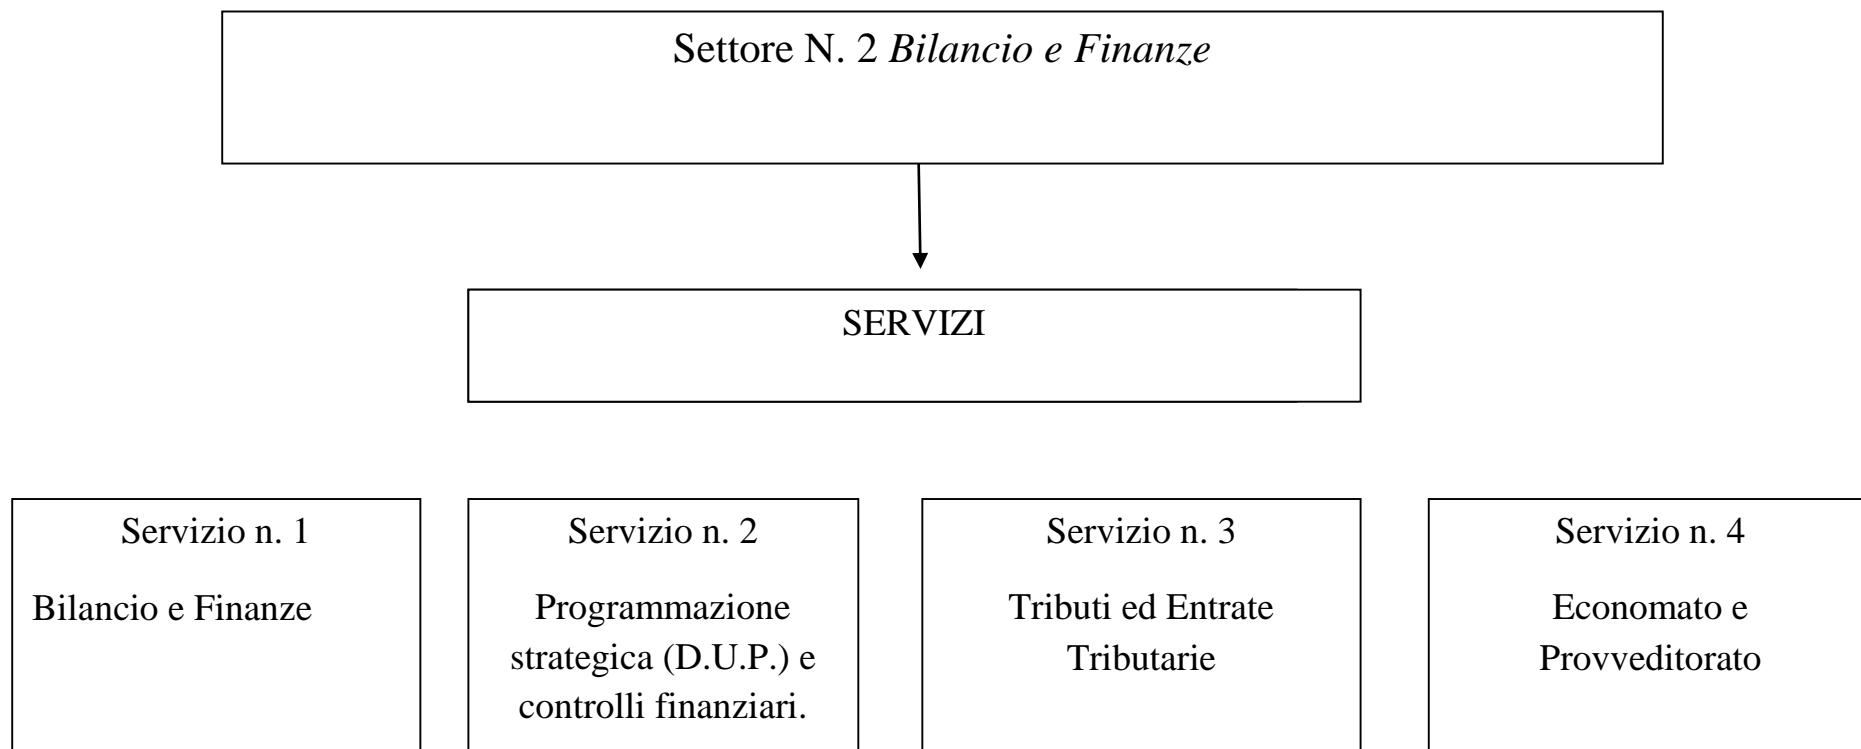 Settore N. 2 Bilancio e Finanze
SERVIZI
Servizio n. 1
Bilancio e Finanze
Servizio n. 2
Programmazione
strategica (D.U.P.) e
controlli finanziari.
Servizio n. 3
Tributi ed Entrate
Tributarie
Servizio n. 4
Economato e
Provveditorato